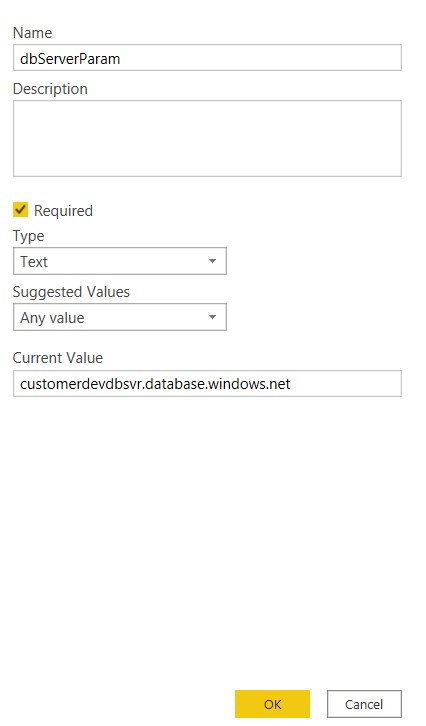 Name
dbServerParam
Description
Required
Type
Text
Suggested Values
Any value
Current Value
customerdevdbsvr.database.windows.net
OK
Cancel